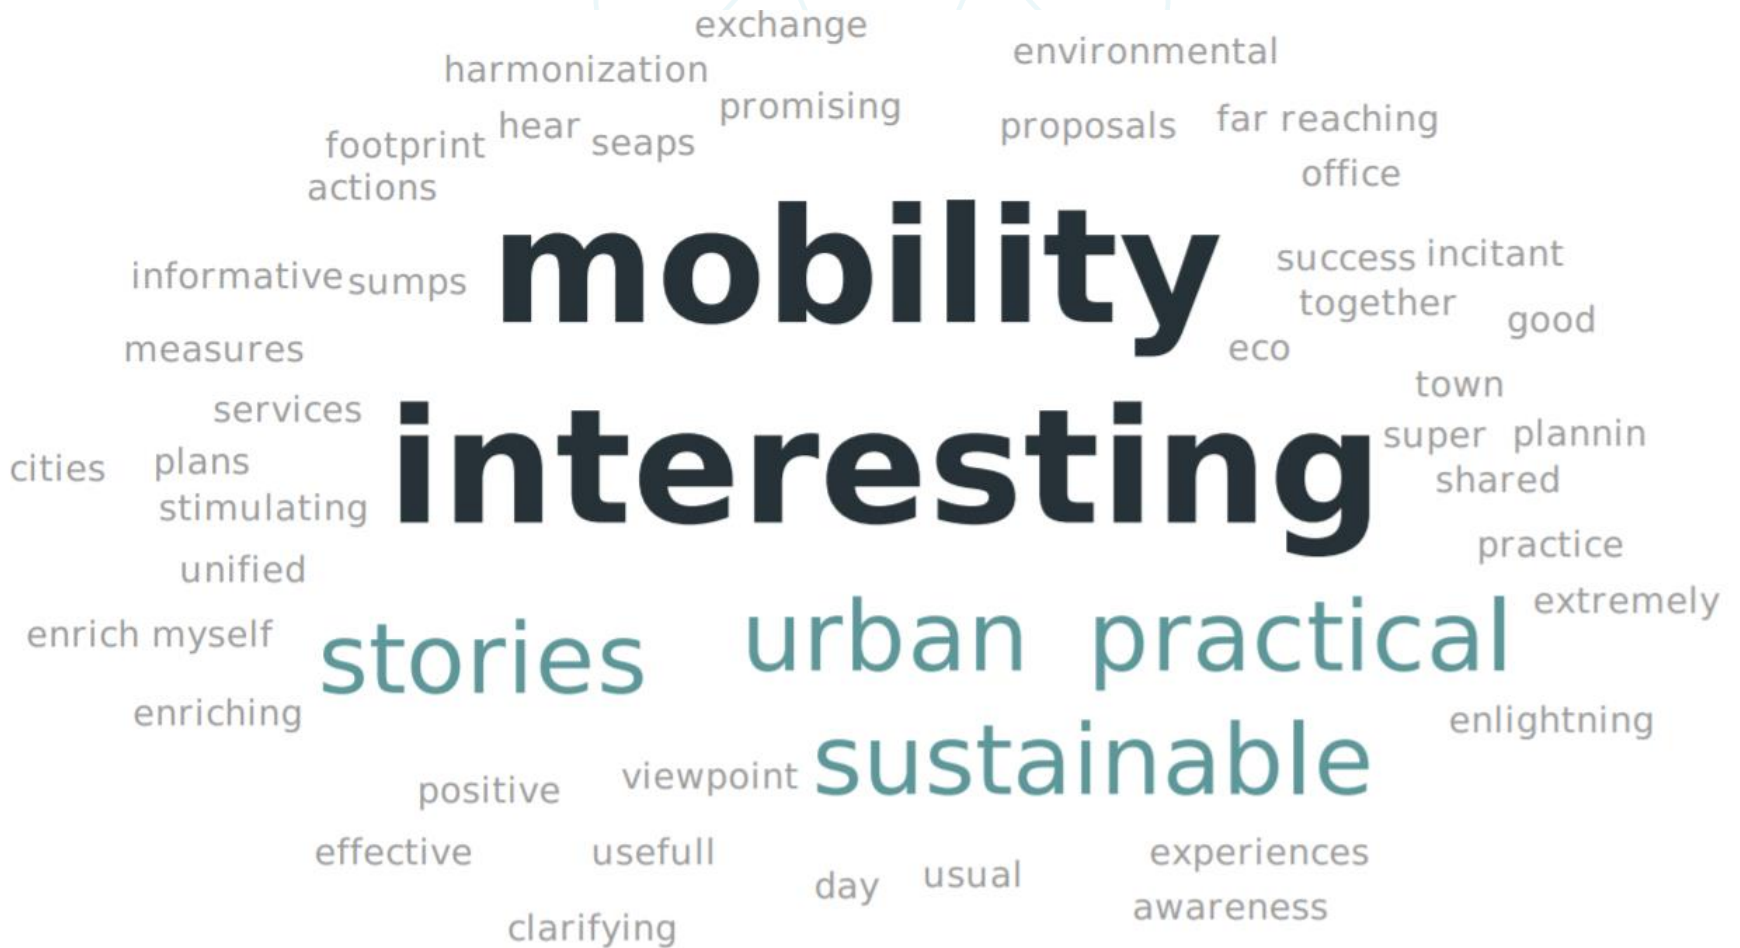 exchange
environmental
harmonization
promising
far reaching
hear
proposals
footprint
seaps
office
actions
mobility
success incitant
informative sumps
together
good
measures
eco
town
services
interesting
super plannin
cities plans
shared
stimulating
practice
unified
extremely
enrich myself
stories urban practical
enriching
enlightning
sustainable
positive viewpoint
effective usefull
experiences
day usual
awareness
clarifying